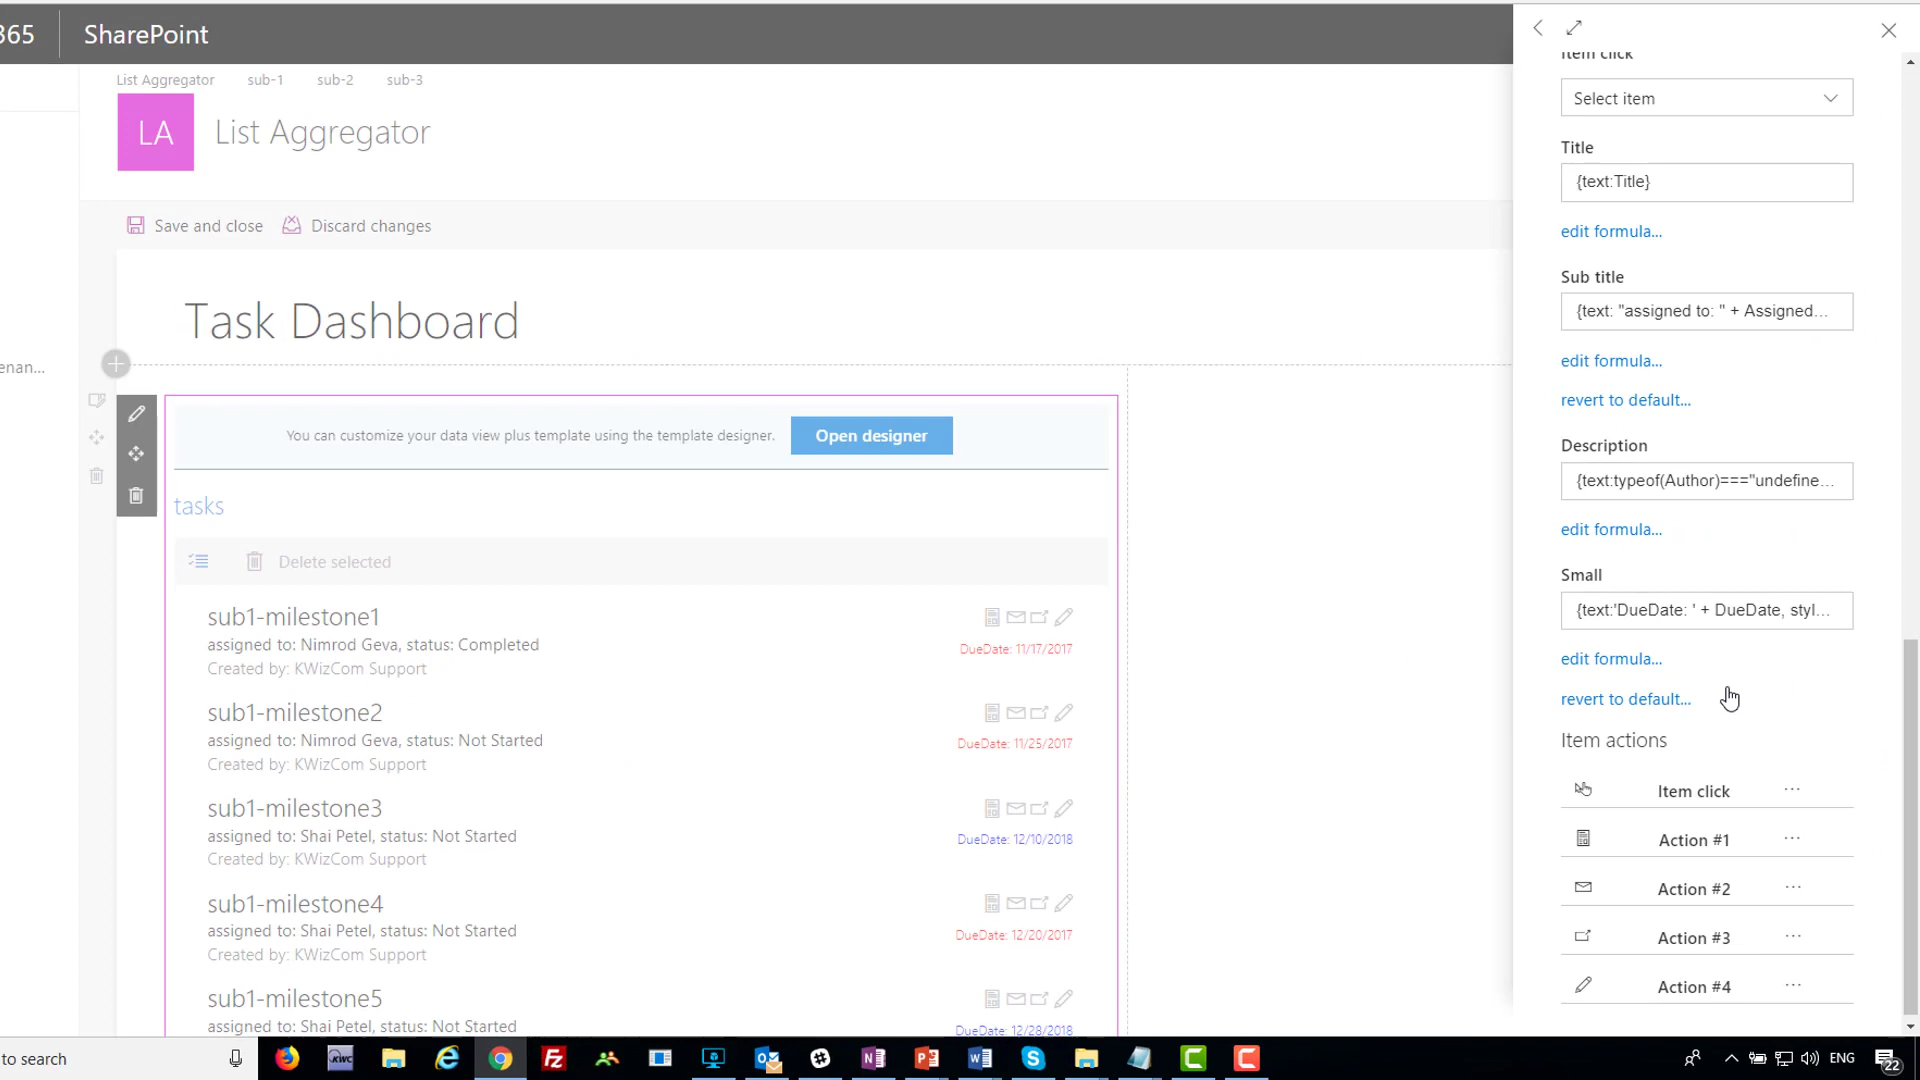 365
SharePoint
List Aggregator
sub-1
sub-2
sub-3
LA
List Aggregator
Save and close
Discard changes
Task Dashboard
enan...
You can customize your data view plus template using the template designer.
Open designer
tasks
Delete selected
sub1-milestone1
assigned to: Nimrod Geva, status: Completed
Created by: KWizCom Support
DueDate: 11/17/2017
sub1-milestone2
assigned to: Nimrod Geva, status: Not Started
Created by: KWizCom Support
DueDate: 11/25/2017
sub1-milestone3
assigned to: Shai Petel, status: Not Started
Created by: KWizCom Support
DueDate: 12/10/2018
sub1-milestone4
assigned to: Shai Petel, status: Not Started
Created by: KWizCom Support
DueDate: 12/20/2017
sub1-milestone5
assigned to: Shai Petel, status: Not Started
DueDate: 12/28/2018
Item click
Select item
Title
{text:Title}
edit formula...
Sub title
{text: "assigned to: " + Assigned...
edit formula...
revert to default...
Description
{text:typeof(Author)==="undefine...
edit formula...
Small
{text:'DueDate: ' + DueDate, styl...
edit formula...
revert to default...
Item actions
Item click
Action #1
Action #2
Action #3
Action #4
to search
KWC
ENG
22